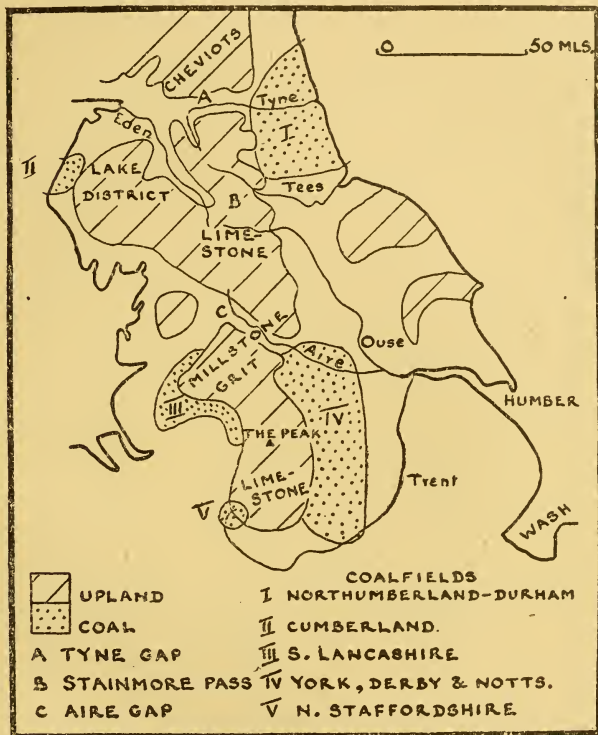 CHEVIOTS
0 50 MLS.
A
Tyne
Eden
I
II
LAKE
DISTRICT
B
Tees
LIME-
STONE
C
MILLSTONE
GRIT
Ouse
Aire
HUMBER
III
IV
THE PEAK
LIME-
STONE
Trent
V
WASH
UPLAND
COAL
A TYNE GAP
B STAINMORE PASS
C AIRE GAP
COALFIELDS
I NORTHUMBERLAND-DURHAM
II CUMBERLAND.
III S. LANCASHIRE
IV YORK, DERBY & NOTTS.
V N. STAFFORDSHIRE